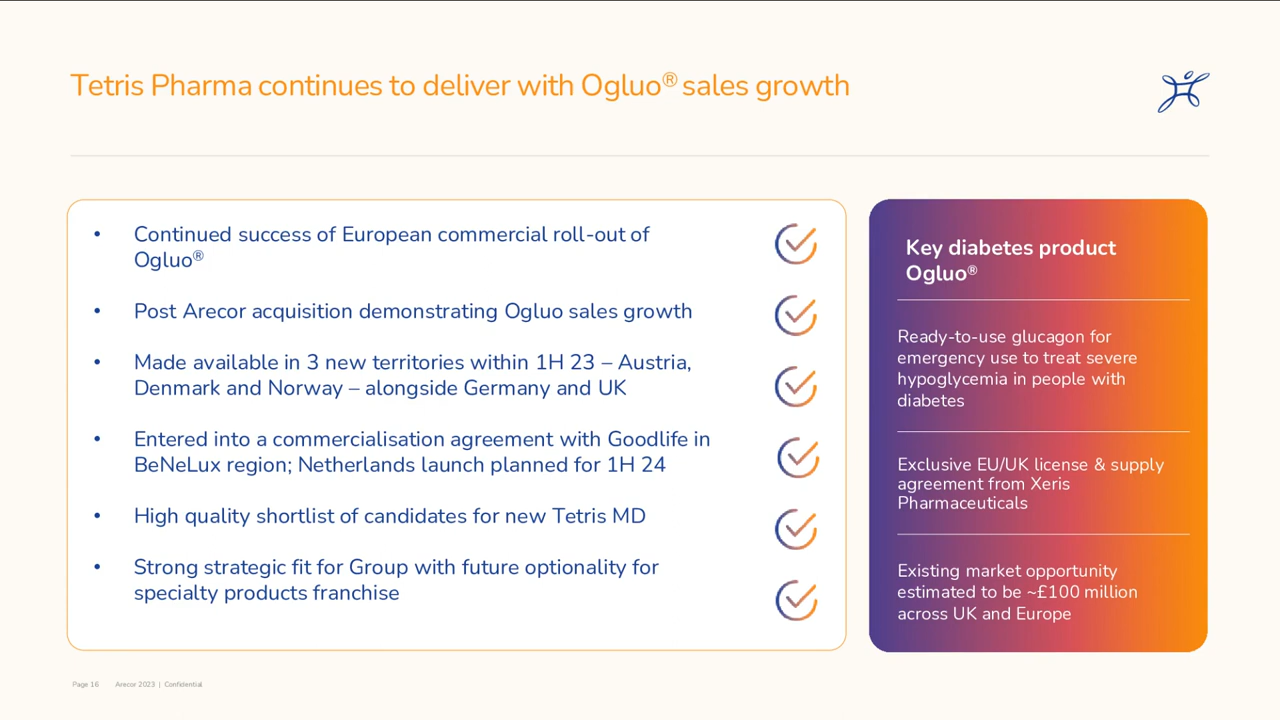 Tetris Pharma continues to deliver with Ogluo® sales growth
• Continued success of European commercial roll-out of
Ogluo®
• Post Arecor acquisition demonstrating Ogluo sales growth
• Made available in 3 new territories within 1H 23 – Austria,
Denmark and Norway – alongside Germany and UK
• Entered into a commercialisation agreement with Goodlife in
BeNeLux region; Netherlands launch planned for 1H 24
• High quality shortlist of candidates for new Tetris MD
• Strong strategic fit for Group with future optionality for
specialty products franchise
Key diabetes product
Ogluo®
Ready-to-use glucagon for
emergency use to treat severe
hypoglycemia in people with
diabetes
Exclusive EU/UK license & supply
agreement from Xeris
Pharmaceuticals
Existing market opportunity
estimated to be ~£100 million
across UK and Europe
Page 16 Arecor 2023 | Confidential